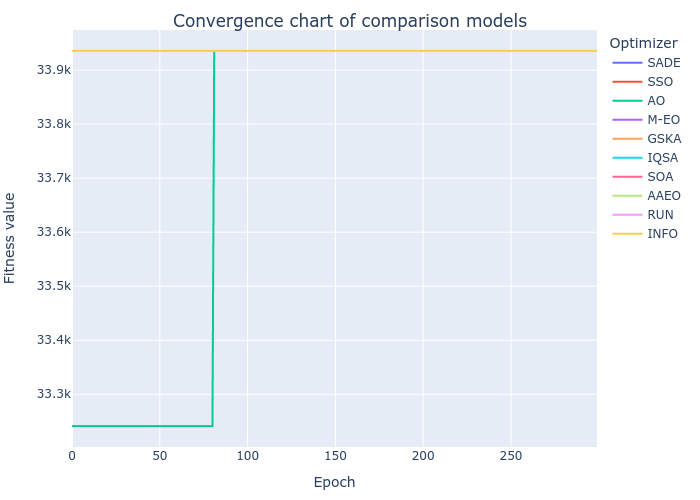 Convergence chart of comparison models
Optimizer
SADE
SSO
AO
M-EO
GSKA
IQSA
SOA
AAEO
RUN
INFO
Fitness value
33.9k
33.8k
33.7k
33.6k
33.5k
33.4k
33.3k
0
50
100
150
200
250
Epoch